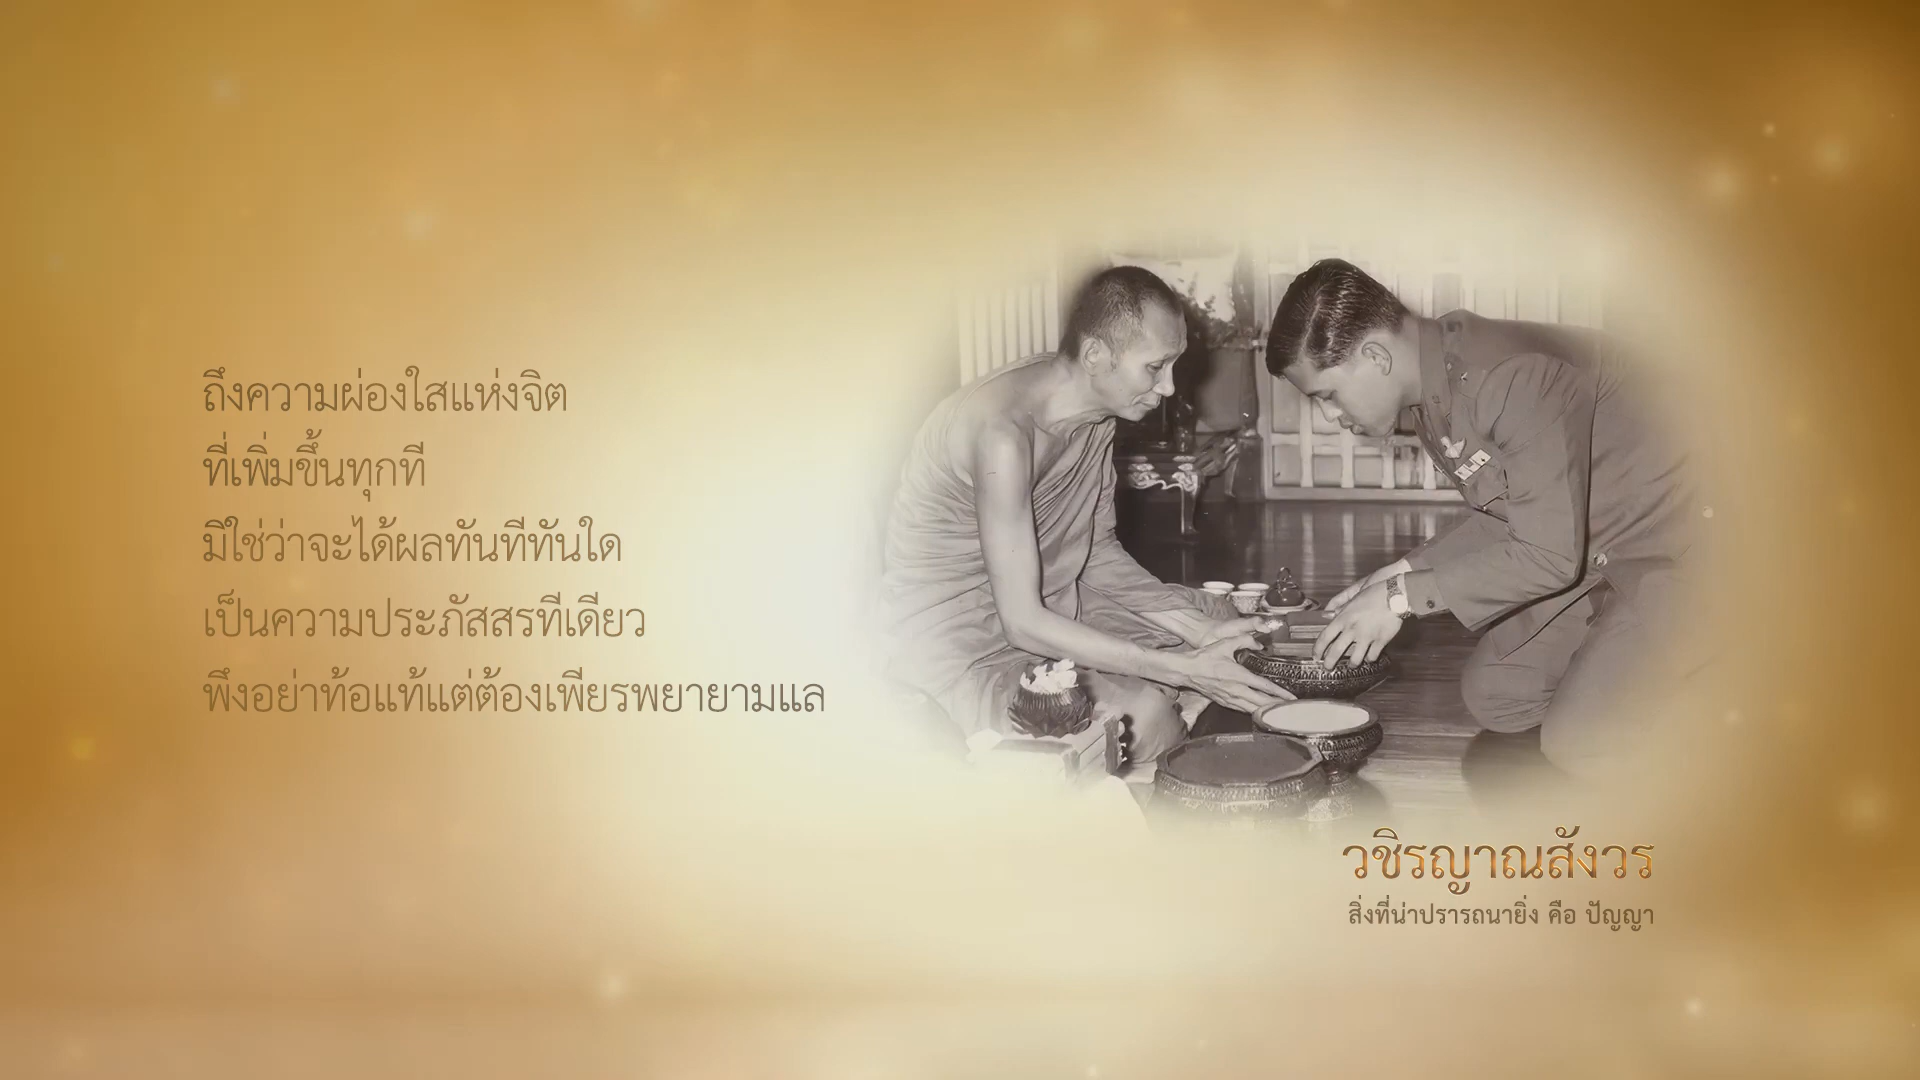 ถึงความผ่องใสแห่งจิต
ที่เพิ่มขึ้นทุกที
มิใช่ว่าจะได้ผลทันทีทันใด
เป็นความประภัสสรทีเดียว
พึงอย่าท้อแท้แต่ต้องเพียรพยายามแล
วชิรญาณสังวร
สิ่งที่น่าปรารถนายิ่ง คือ ปัญญา